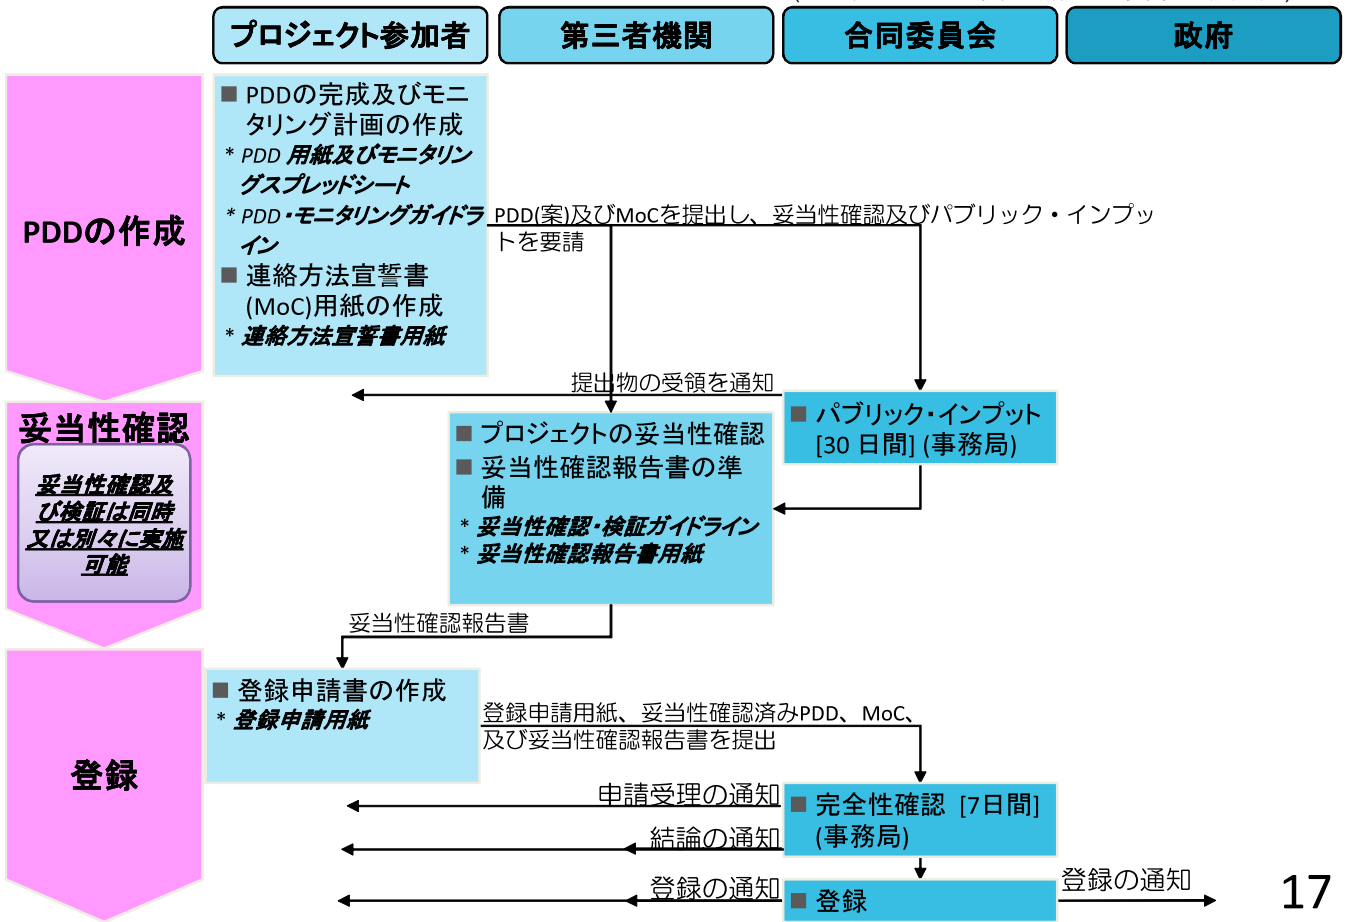 プロジェクト参加者
第三者機関
合同委員会
政府
PDDの作成
■ PDDの完成及びモニ
タリング計画の作成
* PDD 用紙及びモニタリン
グスプレッドシート
* PDD・モニタリングガイドラ
イン
■ 連絡方法宣誓書
(MoC)用紙の作成
* 連絡方法宣誓書用紙
PDD(案)及びMoCを提出し、妥当性確認及びパブリック・インプッ
トを要請
提出物の受領を通知
■ パブリック・インプット
[30 日間] (事務局)
妥当性確認
妥当性確認及
び検証は同時
又は別々に実施
可能
■ プロジェクトの妥当性確認
■ 妥当性確認報告書の準
備
* 妥当性確認・検証ガイドライン
* 妥当性確認報告書用紙
妥当性確認報告書
登録
■ 登録申請書の作成
* 登録申請用紙
登録申請用紙、妥当性確認済みPDD、MoC、
及び妥当性確認報告書を提出
申請受理の通知
■ 完全性確認 [7日間]
(事務局)
結論の通知
登録の通知
■ 登録
登録の通知
17